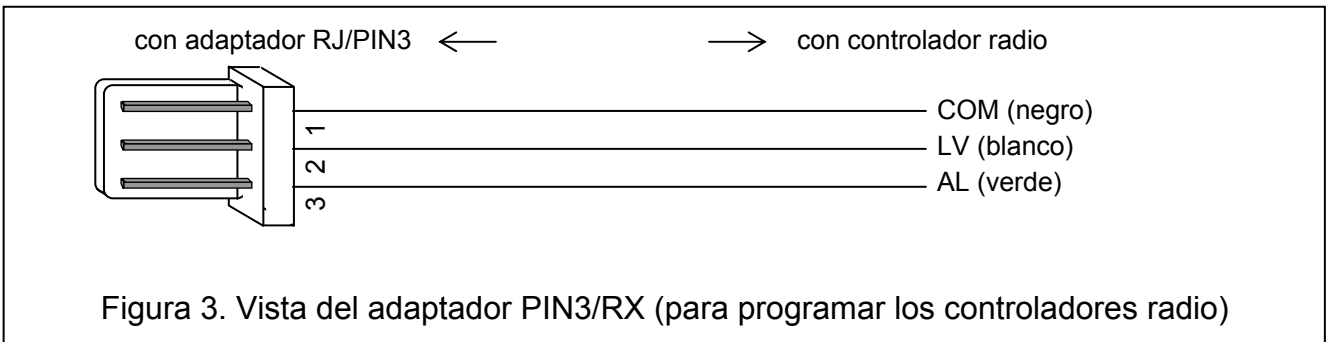 con adaptador RJ/PIN3
con controlador radio
COM (negro)
1
LV (blanco)
2
AL (verde)
3
Figura 3. Vista del adaptador PIN3/RX (para programar los controladores radio)